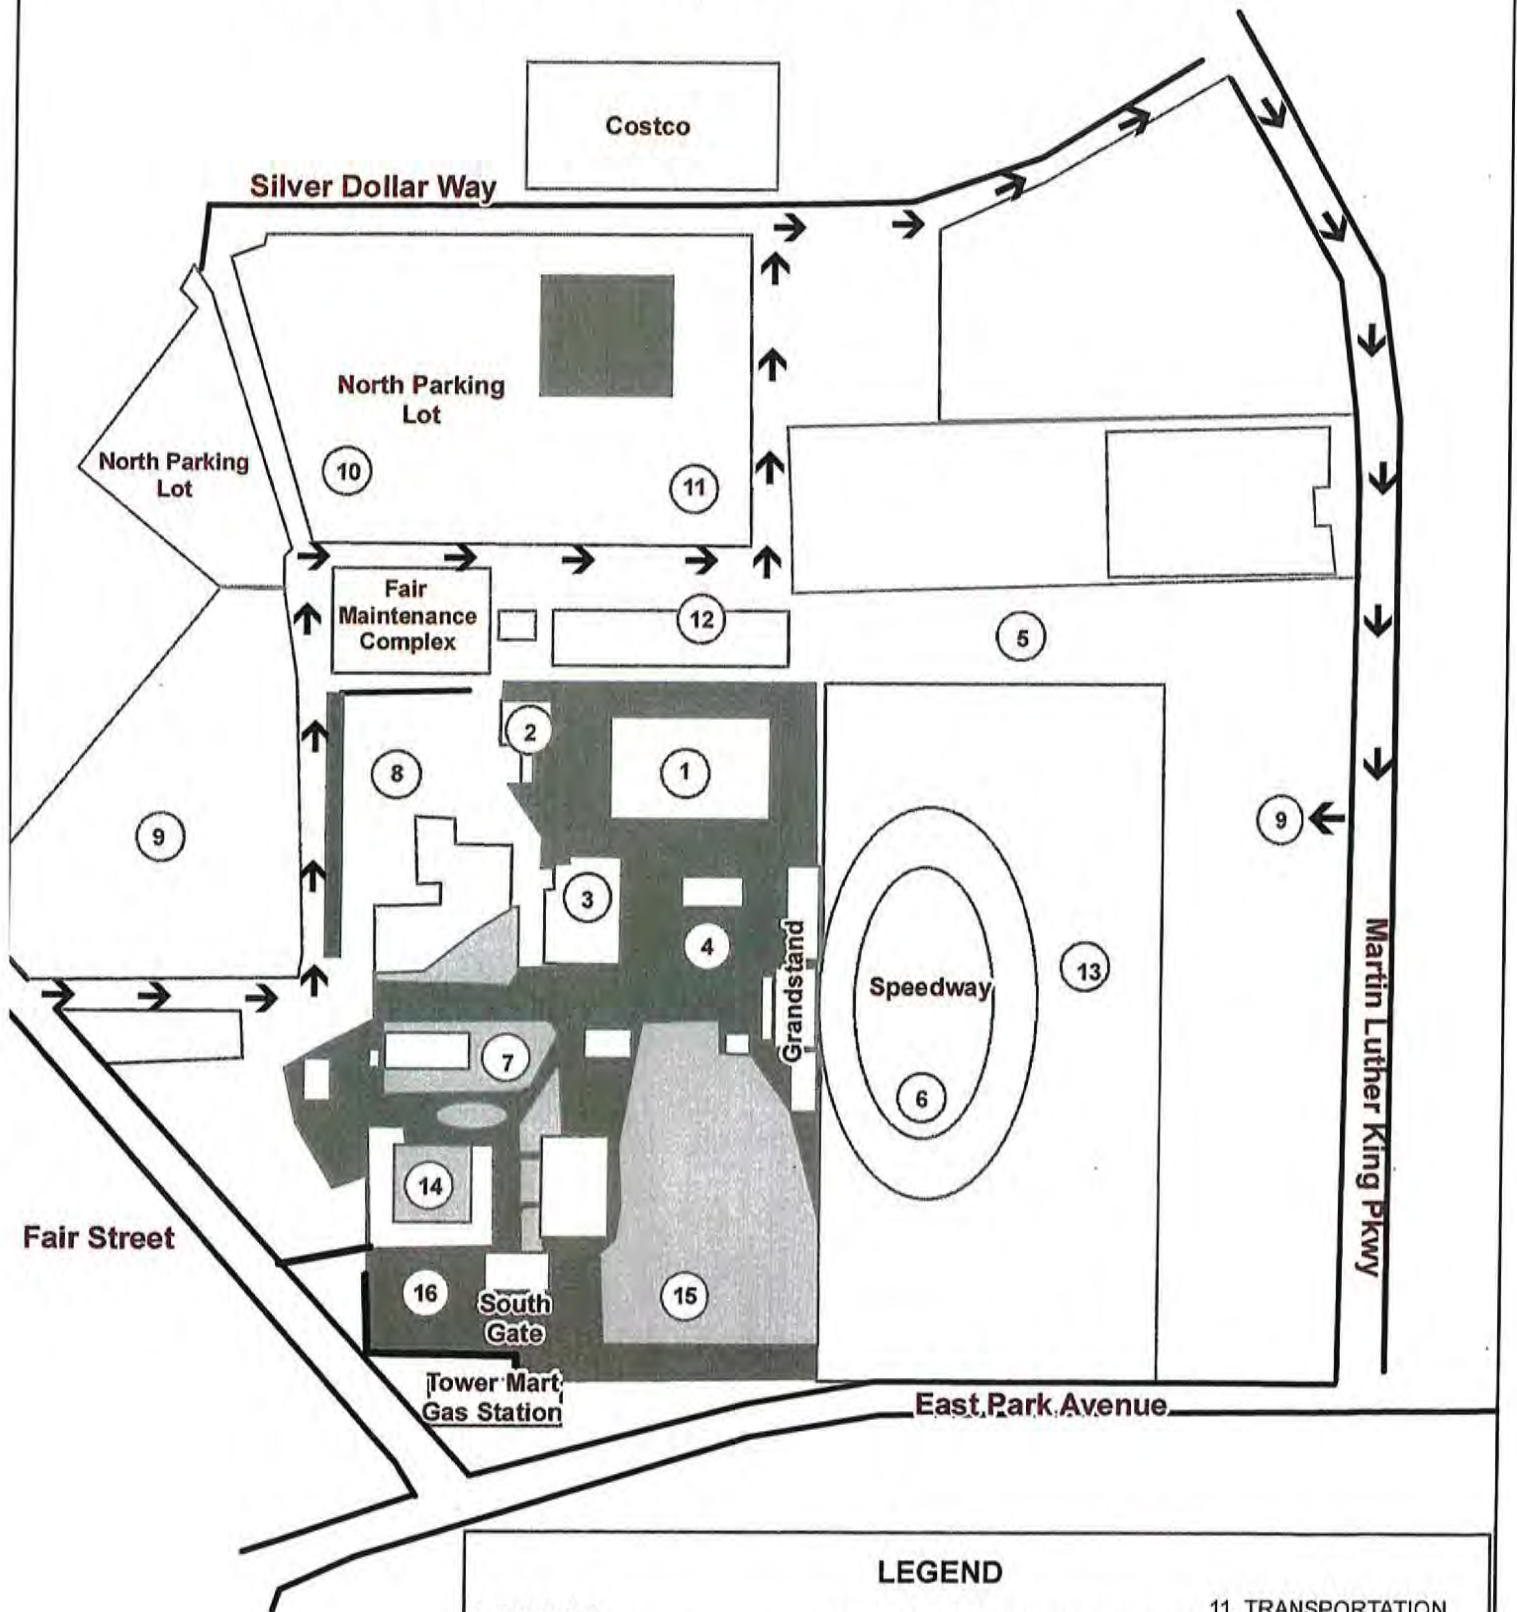 Costco
Silver Dollar Way
North Parking
Lot
North Parking
Lot
10
11
Fair
Maintenance
Complex
12
5
2
1
8
9
9
3
4
Grandstand
Speedway
13
Martin Luther King Pkwy
7
6
14
Fair Street
16
South
Gate
15
Tower Mart
Gas Station
East Park Avenue
LEGEND
11. TRANSPORTATION